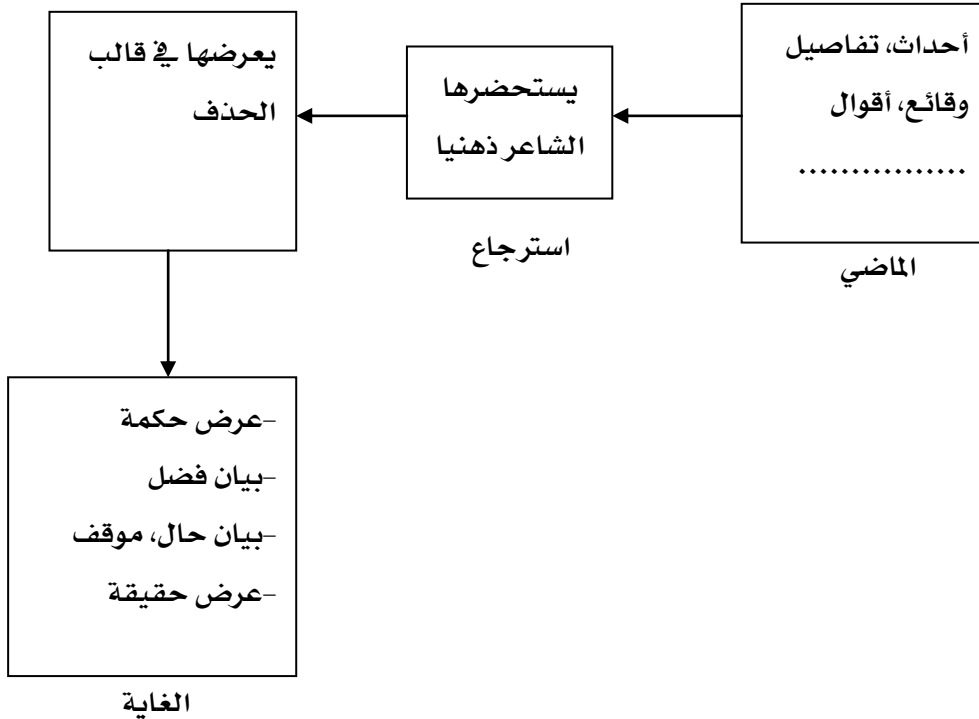 أحداث، تفاصيل
وقائع، أقوال
................
الماضي
يستحضرها
الشاعر ذهنيا
استرجاع
يعرضها في قالب
الحذف
-عرض حكمة
-بيان فضل
-بيان حال، موقف
-عرض حقيقة
الغاية